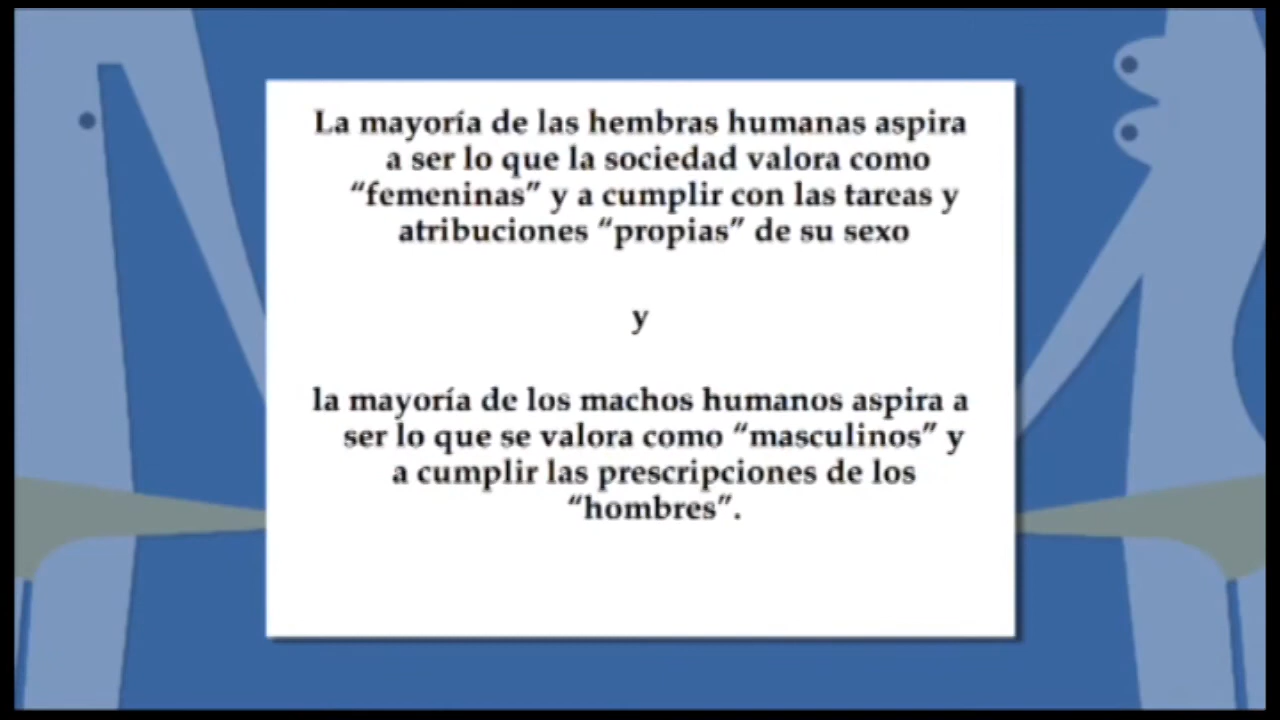 La mayoría de las hembras humanas aspira
a ser lo que la sociedad valora como
“femeninas” y a cumplir con las tareas y
atribuciones “propias” de su sexo
y
la mayoría de los machos humanos aspira a
ser lo que se valora como “masculinos” y
a cumplir las prescripciones de los
“hombres”.